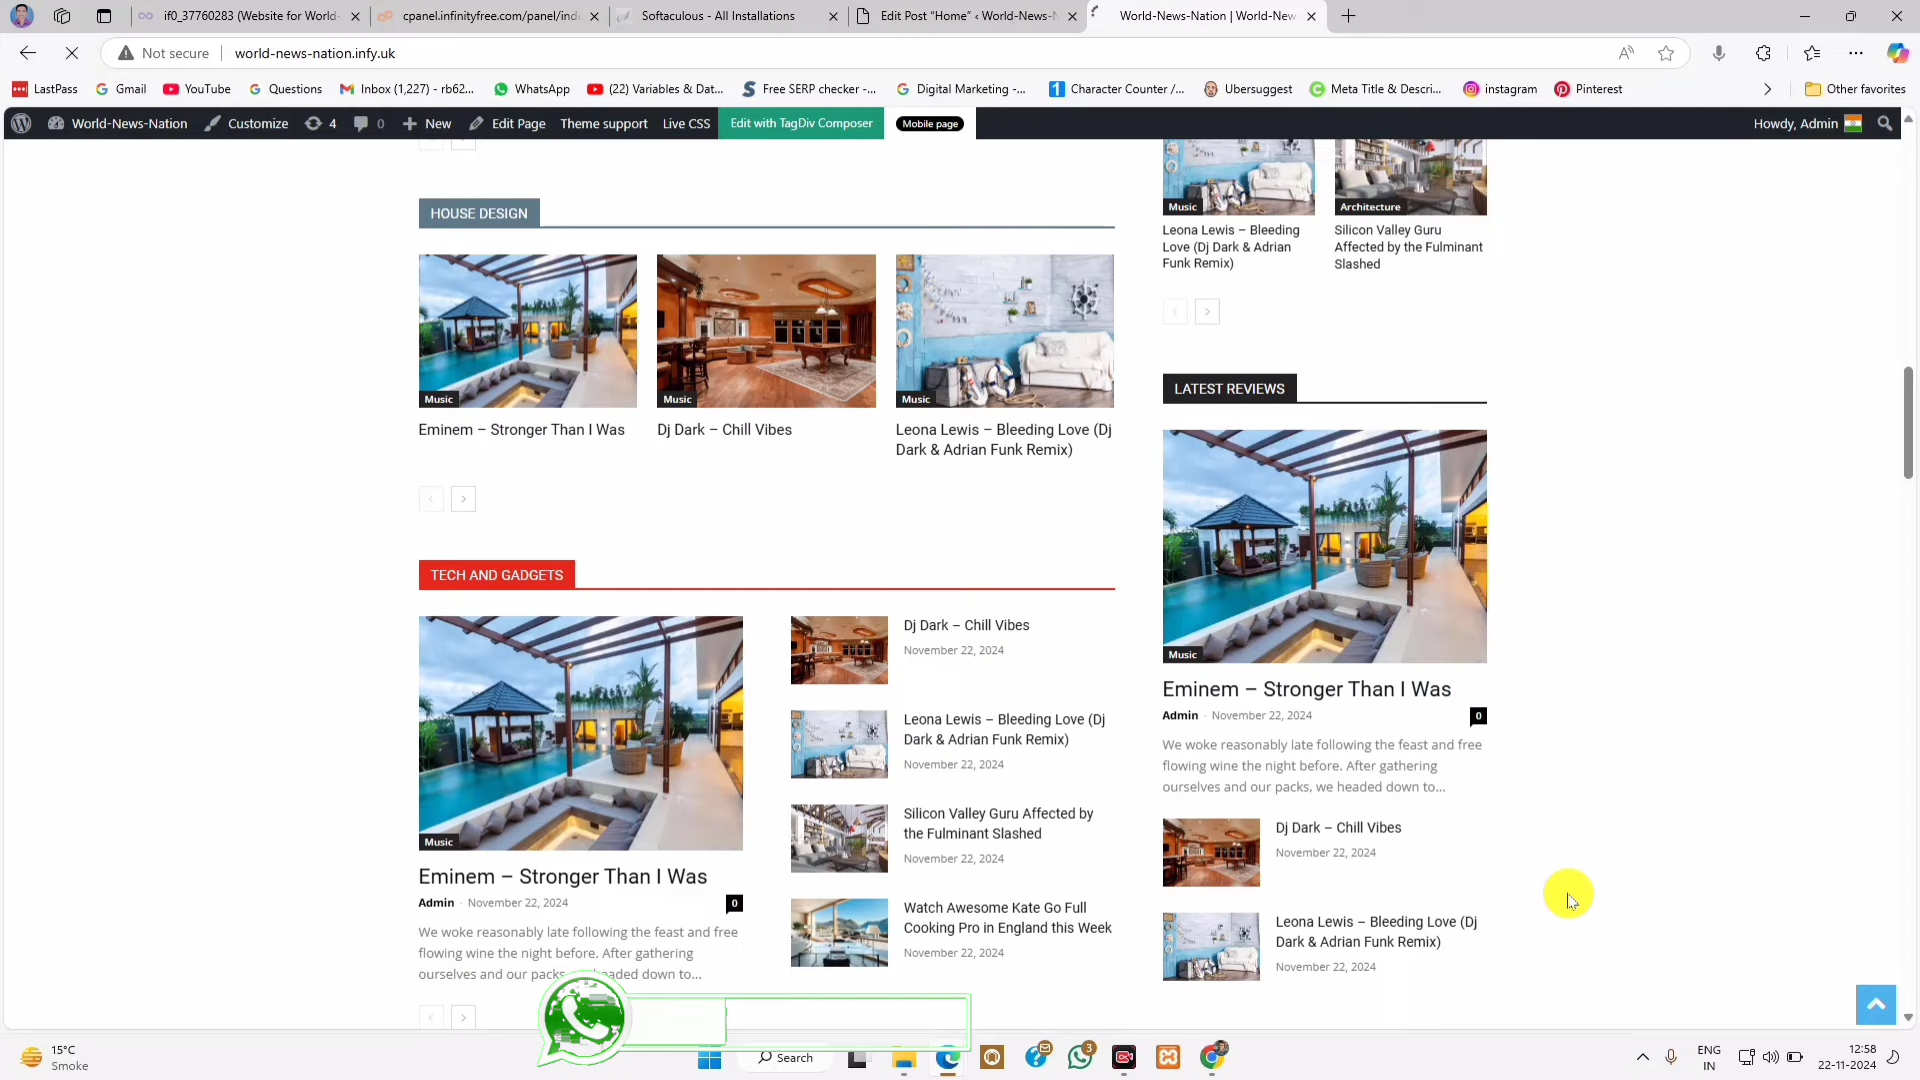 if0_37760283 (Website for World-
cpanel.infinityfree.com/panel/ind
Softaculous - All Installations
Edit Post “Home” ‹ World-News-N
World-News-Nation | World-New
Not secure
world-news-nation.infy.uk
LastPass
Gmail
YouTube
Questions
Inbox (1,227) - rb62...
WhatsApp
(22) Variables & Dat...
Free SERP checker -...
Digital Marketing -...
Character Counter /...
Ubersuggest
Meta Title & Descri...
instagram
Pinterest
Other favorites
World-News-Nation
Customize
4
0
New
Edit Page
Theme support
Live CSS
Edit with TagDiv Composer
Mobile page
Howdy, Admin
HOUSE DESIGN
Music
Eminem – Stronger Than I Was
Music
Dj Dark – Chill Vibes
Music
Leona Lewis – Bleeding Love (Dj
Dark & Adrian Funk Remix)
TECH AND GADGETS
Music
Eminem – Stronger Than I Was
Admin - November 22, 2024
0
We woke reasonably late following the feast and free
flowing wine the night before. After gathering
ourselves and our packs, we headed down to...
Dj Dark – Chill Vibes
November 22, 2024
Leona Lewis – Bleeding Love (Dj
Dark & Adrian Funk Remix)
November 22, 2024
Silicon Valley Guru Affected by
the Fulminant Slashed
November 22, 2024
Watch Awesome Kate Go Full
Cooking Pro in England this Week
November 22, 2024
Music
Leona Lewis – Bleeding
Love (Dj Dark & Adrian
Funk Remix)
Architecture
Silicon Valley Guru
Affected by the Fulminant
Slashed
LATEST REVIEWS
Music
Eminem – Stronger Than I Was
Admin - November 22, 2024
0
We woke reasonably late following the feast and free
flowing wine the night before. After gathering
ourselves and our packs, we headed down to...
Dj Dark – Chill Vibes
November 22, 2024
Leona Lewis – Bleeding Love (Dj
Dark & Adrian Funk Remix)
November 22, 2024
15°C
Smoke
Search
3
ENG
IN
12:58
22-11-2024